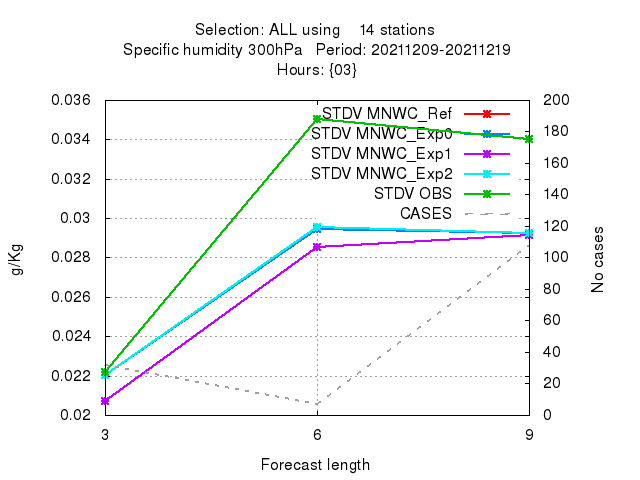 Selection: ALL using 14 stations
Specific humidity 300hPa Period: 20211209-20211219
Hours: {03}
0.036
0.034
0.032
0.03
0.028
0.026
0.024
0.022
0.02
g/Kg
STDV MNWC_Ref
STDV MNWC_Exp0
STDV MNWC_Exp1
STDV MNWC_Exp2
STDV OBS
CASES
200
180
160
140
120
100
80
60
40
20
0
No cases
3 6 9
Forecast length